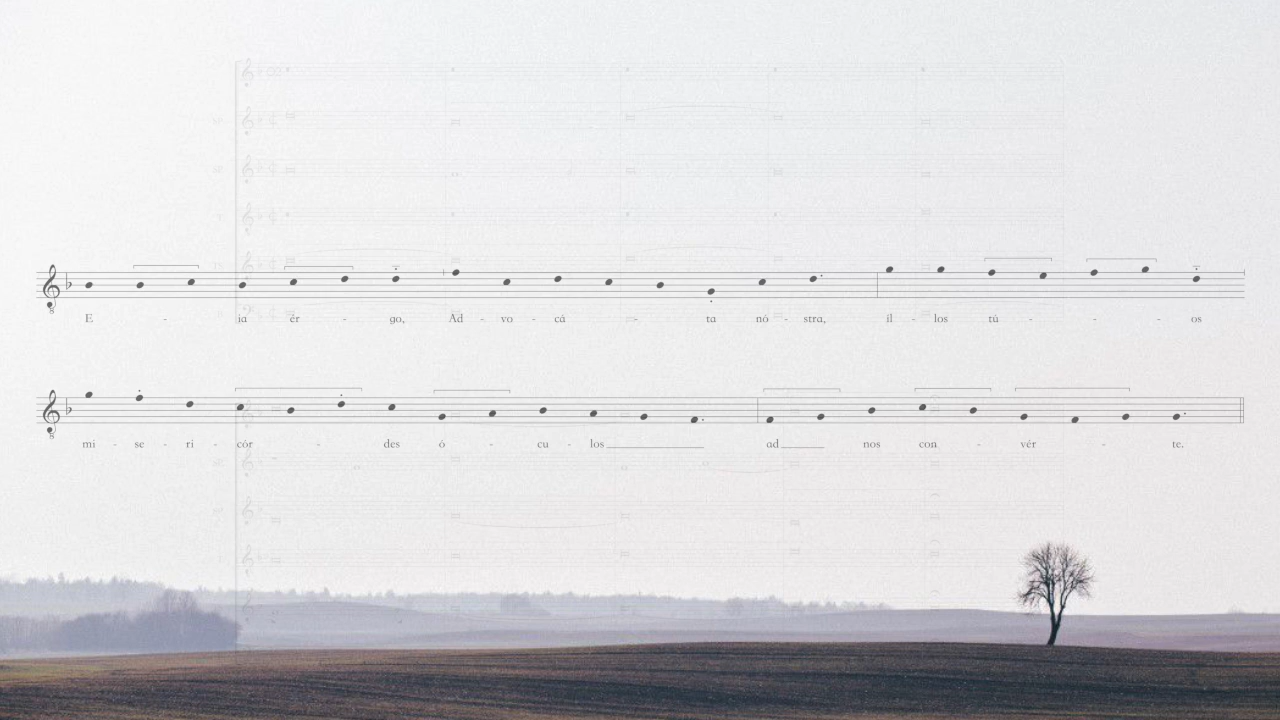 E - ia ér - go, Ad - vo - cá - ta nó - stra, íl - los tú - - - os
mi - se - ri - cór - des ó - cu - los ad nos con - vér - te.